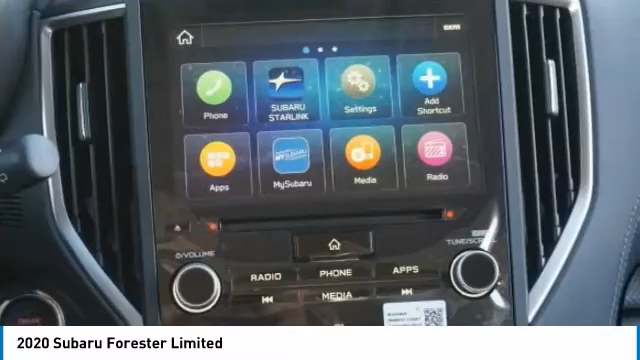 Phone
SUBARU
STARLINK
Settings
Add
Shortcut
Apps
MySubaru
Media
Radio
/VOLUME
TUNE/SC
RADIO
PHONE
APPS
MEDIA
2020 Subaru Forester Limited